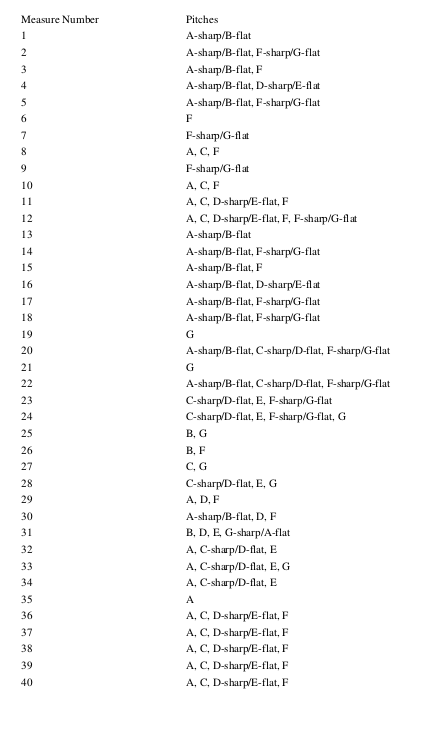 Measure Number Pitches
1 A-sharp/B-flat
2 A-sharp/B-flat, F-sharp/G-flat
3 A-sharp/B-flat, F
4 A-sharp/B-flat, D-sharp/E-flat
5 A-sharp/B-flat, F-sharp/G-flat
6 F
7 F-sharp/G-flat
8 A, C, F
9 F-sharp/G-flat
10 A, C, F
11 A, C, D-sharp/E-flat, F
12 A, C, D-sharp/E-flat, F, F-sharp/G-flat
13 A-sharp/B-flat
14 A-sharp/B-flat, F-sharp/G-flat
15 A-sharp/B-flat, F
16 A-sharp/B-flat, D-sharp/E-flat
17 A-sharp/B-flat, F-sharp/G-flat
18 A-sharp/B-flat, F-sharp/G-flat
19 G
20 A-sharp/B-flat, C-sharp/D-flat, F-sharp/G-flat
21 G
22 A-sharp/B-flat, C-sharp/D-flat, F-sharp/G-flat
23 C-sharp/D-flat, E, F-sharp/G-flat
24 C-sharp/D-flat, E, F-sharp/G-flat, G
25 B, G
26 B, F
27 C, G
28 C-sharp/D-flat, E, G
29 A, D, F
30 A-sharp/B-flat, D, F
31 B, D, E, G-sharp/A-flat
32 A, C-sharp/D-flat, E
33 A, C-sharp/D-flat, E, G
34 A, C-sharp/D-flat, E
35 A
36 A, C, D-sharp/E-flat, F
37 A, C, D-sharp/E-flat, F
38 A, C, D-sharp/E-flat, F
39 A, C, D-sharp/E-flat, F
40 A, C, D-sharp/E-flat, F